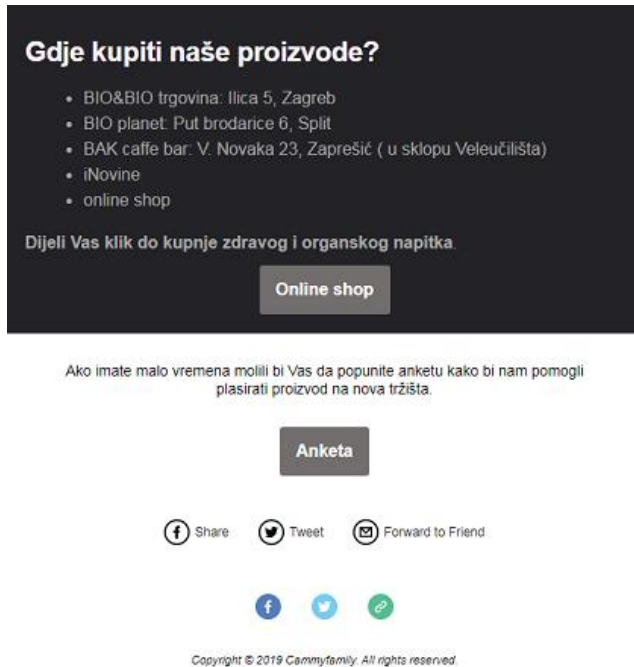 Gdje kupiti naše proizvode?
• BIO&BIO trgovina: Ilica 5, Zagreb
• BIO planet: Put brodarice 6, Split
• BAK caffe bar: V. Novaka 23, Zaprešić ( u sklopu Veleučilišta)
• iNovine
• online shop
Dijeli Vas klik do kupnje zdravog i organskog napitka.
Online shop
Ako imate malo vremena molili bi Vas da popunite anketu kako bi nam pomogli
plasirati proizvod na nova tržišta.
Anketa
Share Tweet Forward to Friend
Copyright © 2019 Cammyfamily. All rights reserved.